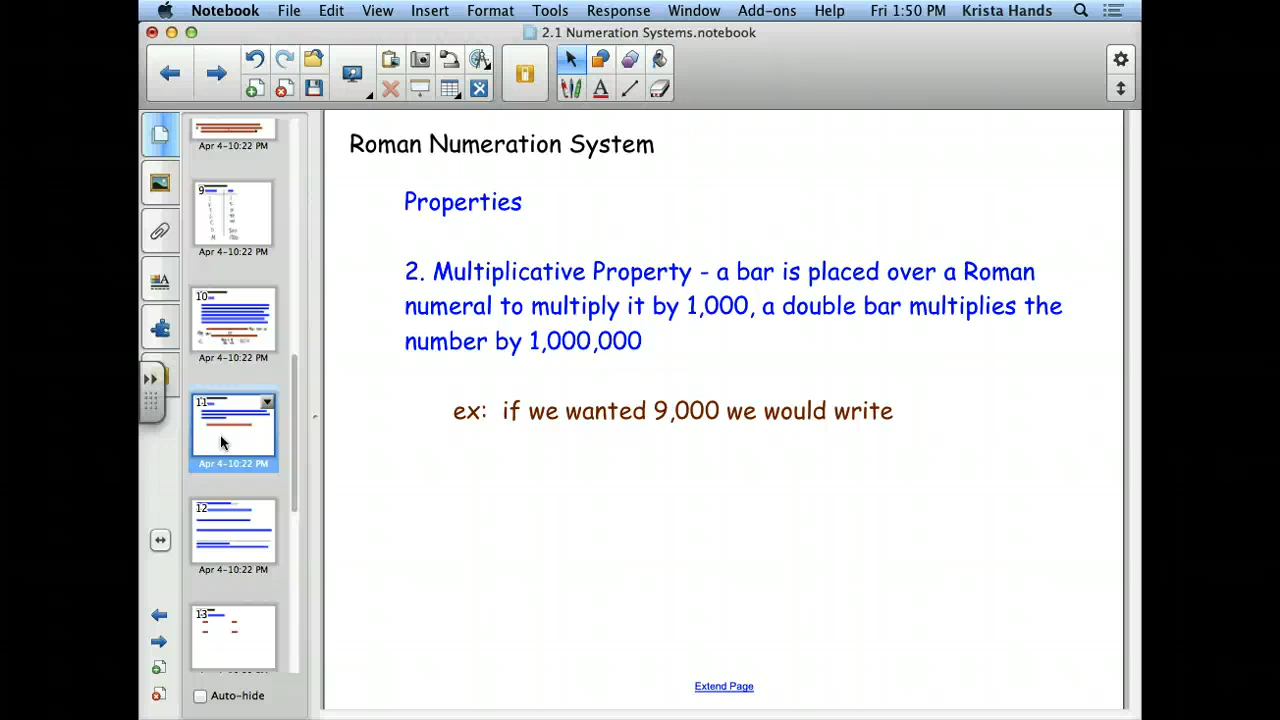 Notebook File Edit View Insert Format Tools Response Window Add-ons Help Fri 1:50 PM Krista Hands
2.1 Numeration Systems.notebook
Apr 4-10:22 PM
9
Apr 4-10:22 PM
10
Apr 4-10:22 PM
11
Apr 4-10:22 PM
12
Apr 4-10:22 PM
13
Auto-hide
Roman Numeration System
Properties
2. Multiplicative Property - a bar is placed over a Roman
numeral to multiply it by 1,000, a double bar multiplies the
number by 1,000,000
ex: if we wanted 9,000 we would write
Extend Page